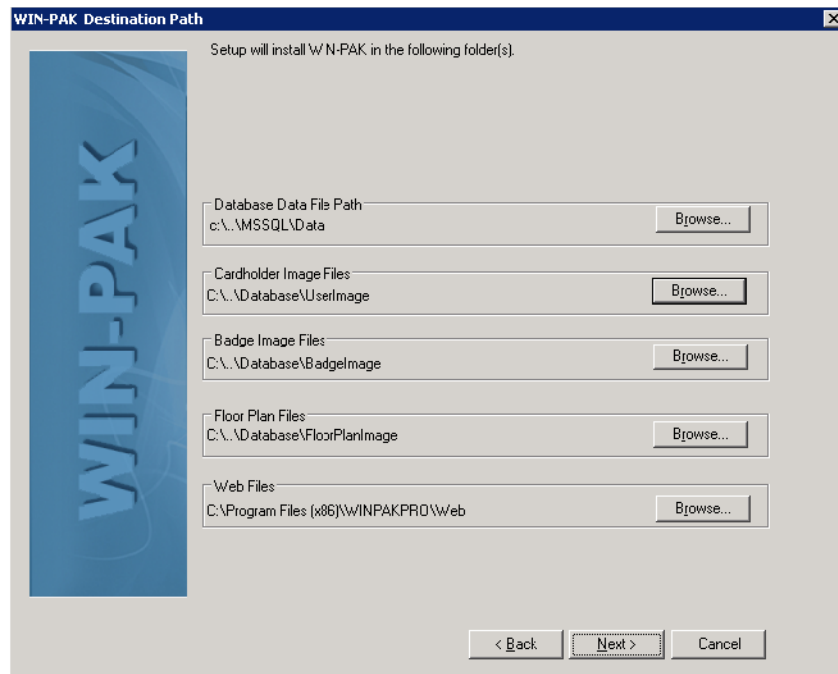 WIN-PAK Destination Path
Setup will install WIN-PAK in the following folder(s).
WIN-PAK
Database Data File Path
c:\..\MSSQL\Data
Browse...
Cardholder Image Files
C:\..\Database\UserImage
Browse...
Badge Image Files
C:\..\Database\BadgeImage
Browse...
Floor Plan Files
C:\..\Database\FloorPlanImage
Browse...
Web Files
C:\Program Files (x86)\WINPAKPRO\Web
Browse...
< Back Next > Cancel